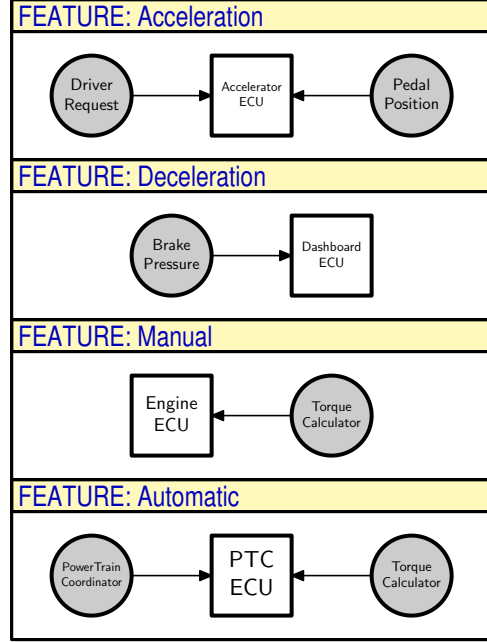 FEATURE: Acceleration
Driver
Request
Accelerator
ECU
Pedal
Position
FEATURE: Deceleration
Brake
Pressure
Dashboard
ECU
FEATURE: Manual
Engine
ECU
Torque
Calculator
FEATURE: Automatic
PowerTrain
Coordinator
PTC
ECU
Torque
Calculator